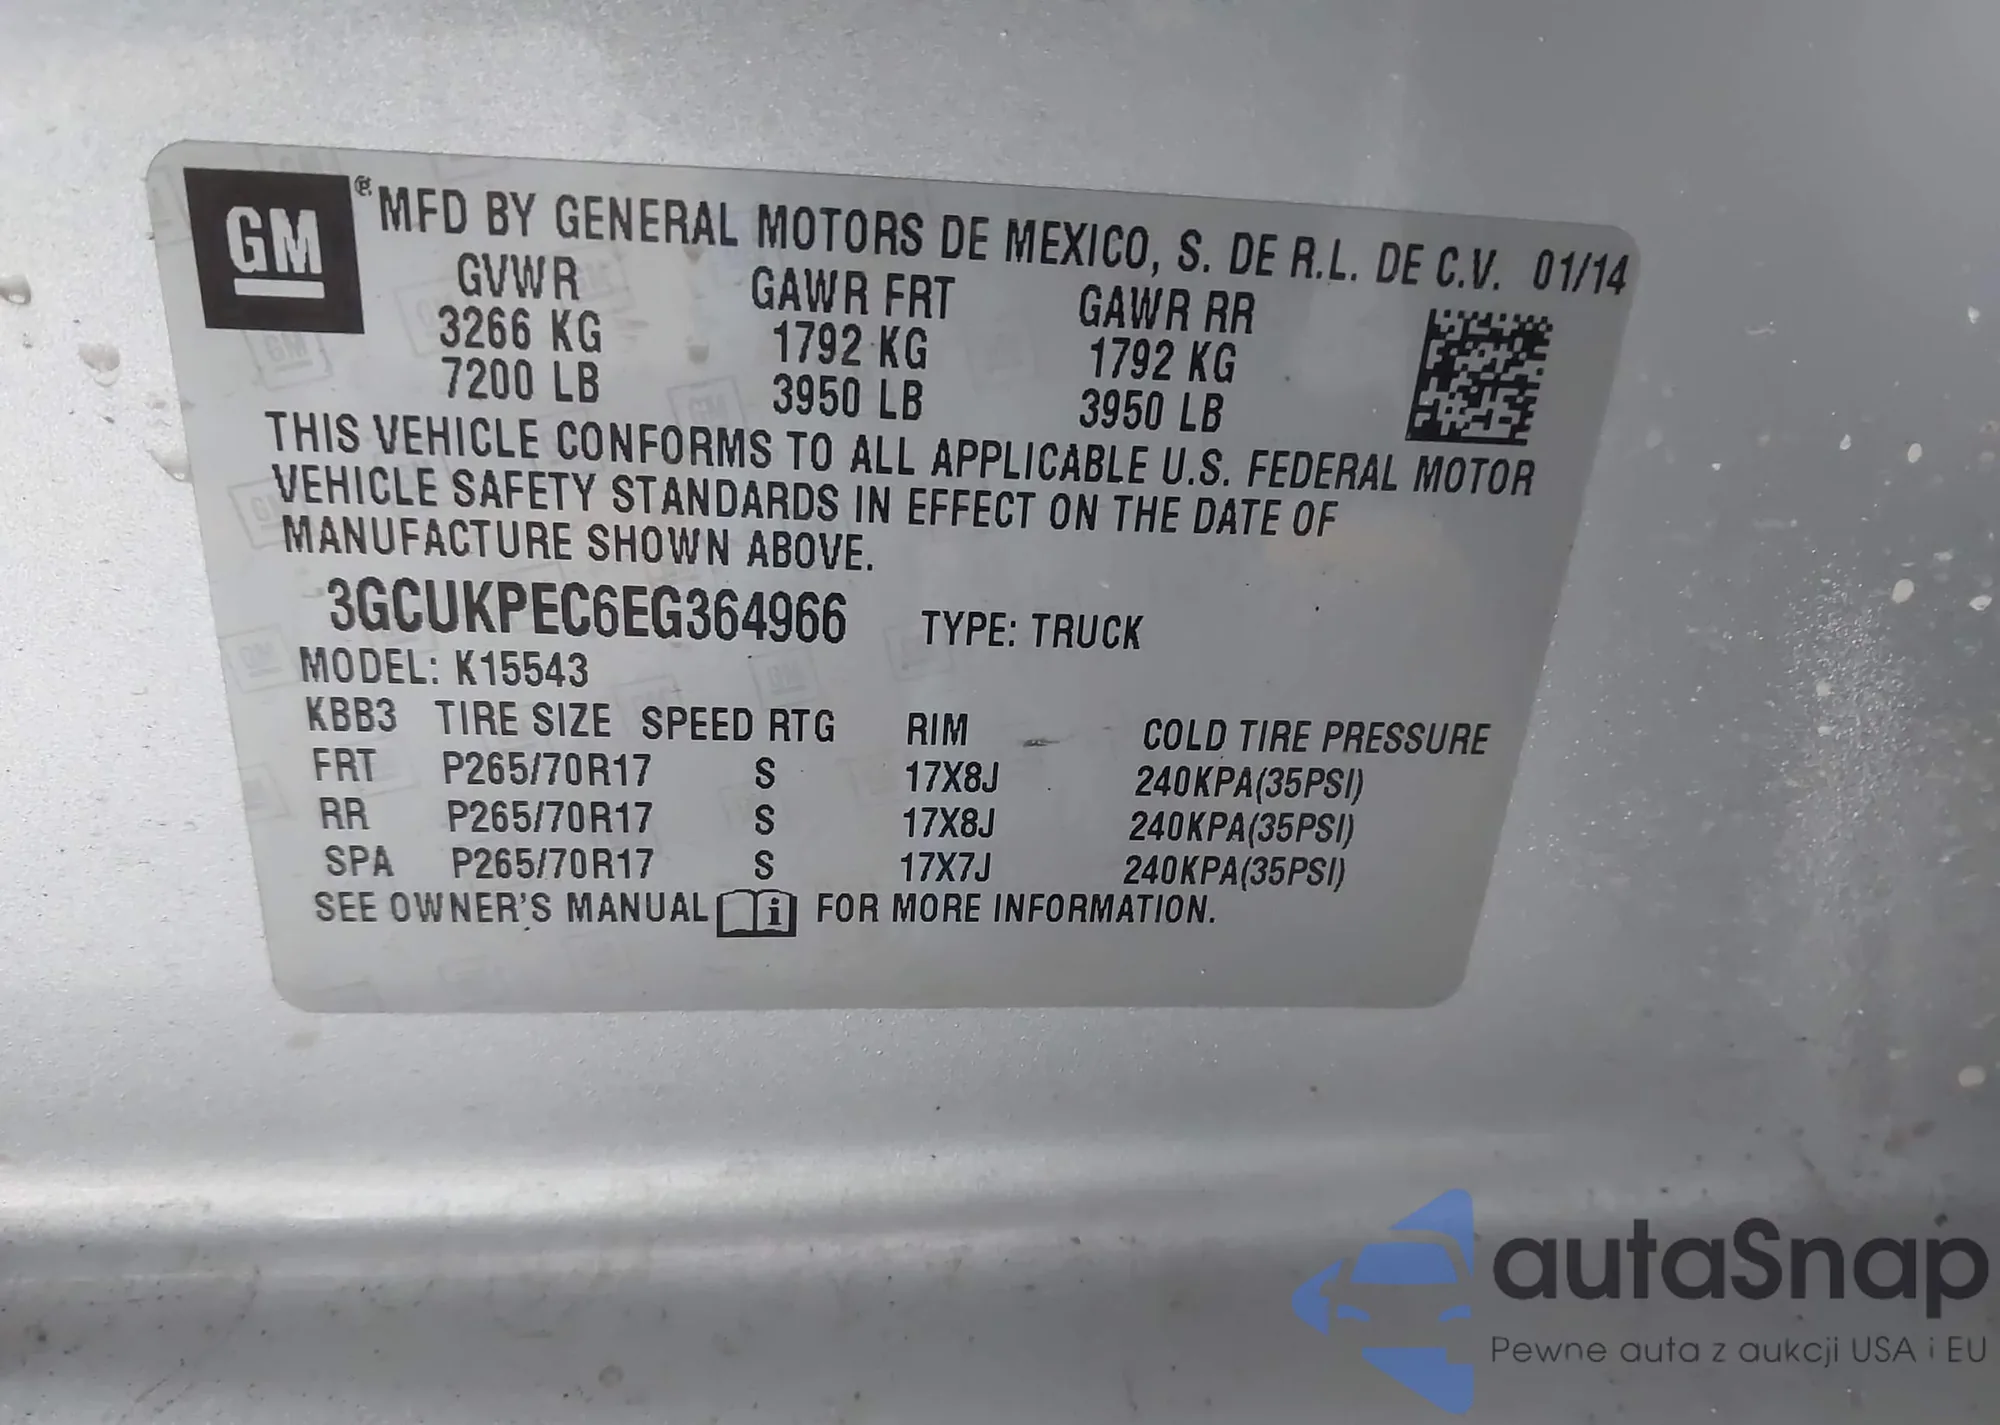 GM ® MFD BY GENERAL MOTORS DE MEXICO, S. DE R.L. DE C.V. 01/14
GVWR GAWR FRT GAWR RR
3266 KG 1792 KG 1792 KG
7200 LB 3950 LB 3950 LB
THIS VEHICLE CONFORMS TO ALL APPLICABLE U.S. FEDERAL MOTOR
VEHICLE SAFETY STANDARDS IN EFFECT ON THE DATE OF
MANUFACTURE SHOWN ABOVE.
3GCUKPEC6EG364966 TYPE: TRUCK
MODEL: K15543
KBB3 TIRE SIZE SPEED RTG RIM COLD TIRE PRESSURE
FRT P265/70R17 S 17X8J 240KPA(35PSI)
RR P265/70R17 S 17X8J 240KPA(35PSI)
SPA P265/70R17 S 17X7J 240KPA(35PSI)
SEE OWNER'S MANUAL i FOR MORE INFORMATION.
autaSnap
Pewne auta z aukcji USA i EU